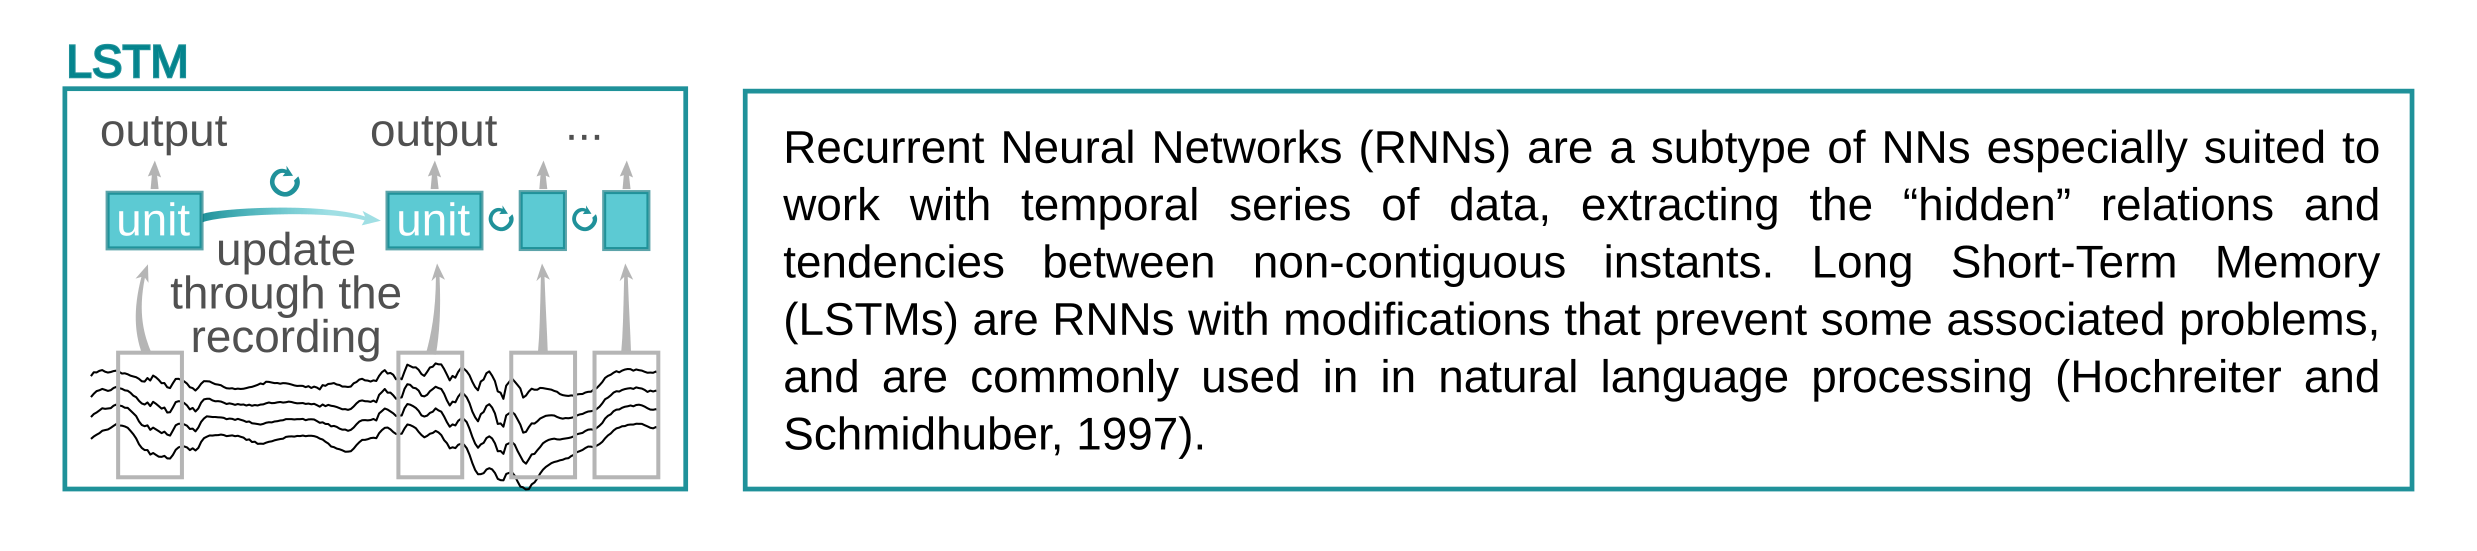 LSTM
output output ...
unit unit
update
through the
recording
Recurrent Neural Networks (RNNs) are a subtype of NNs especially suited to
work with temporal series of data, extracting the “hidden” relations and
tendencies between non-contiguous instants. Long Short-Term Memory
(LSTMs) are RNNs with modifications that prevent some associated problems,
and are commonly used in in natural language processing (Hochreiter and
Schmidhuber, 1997).